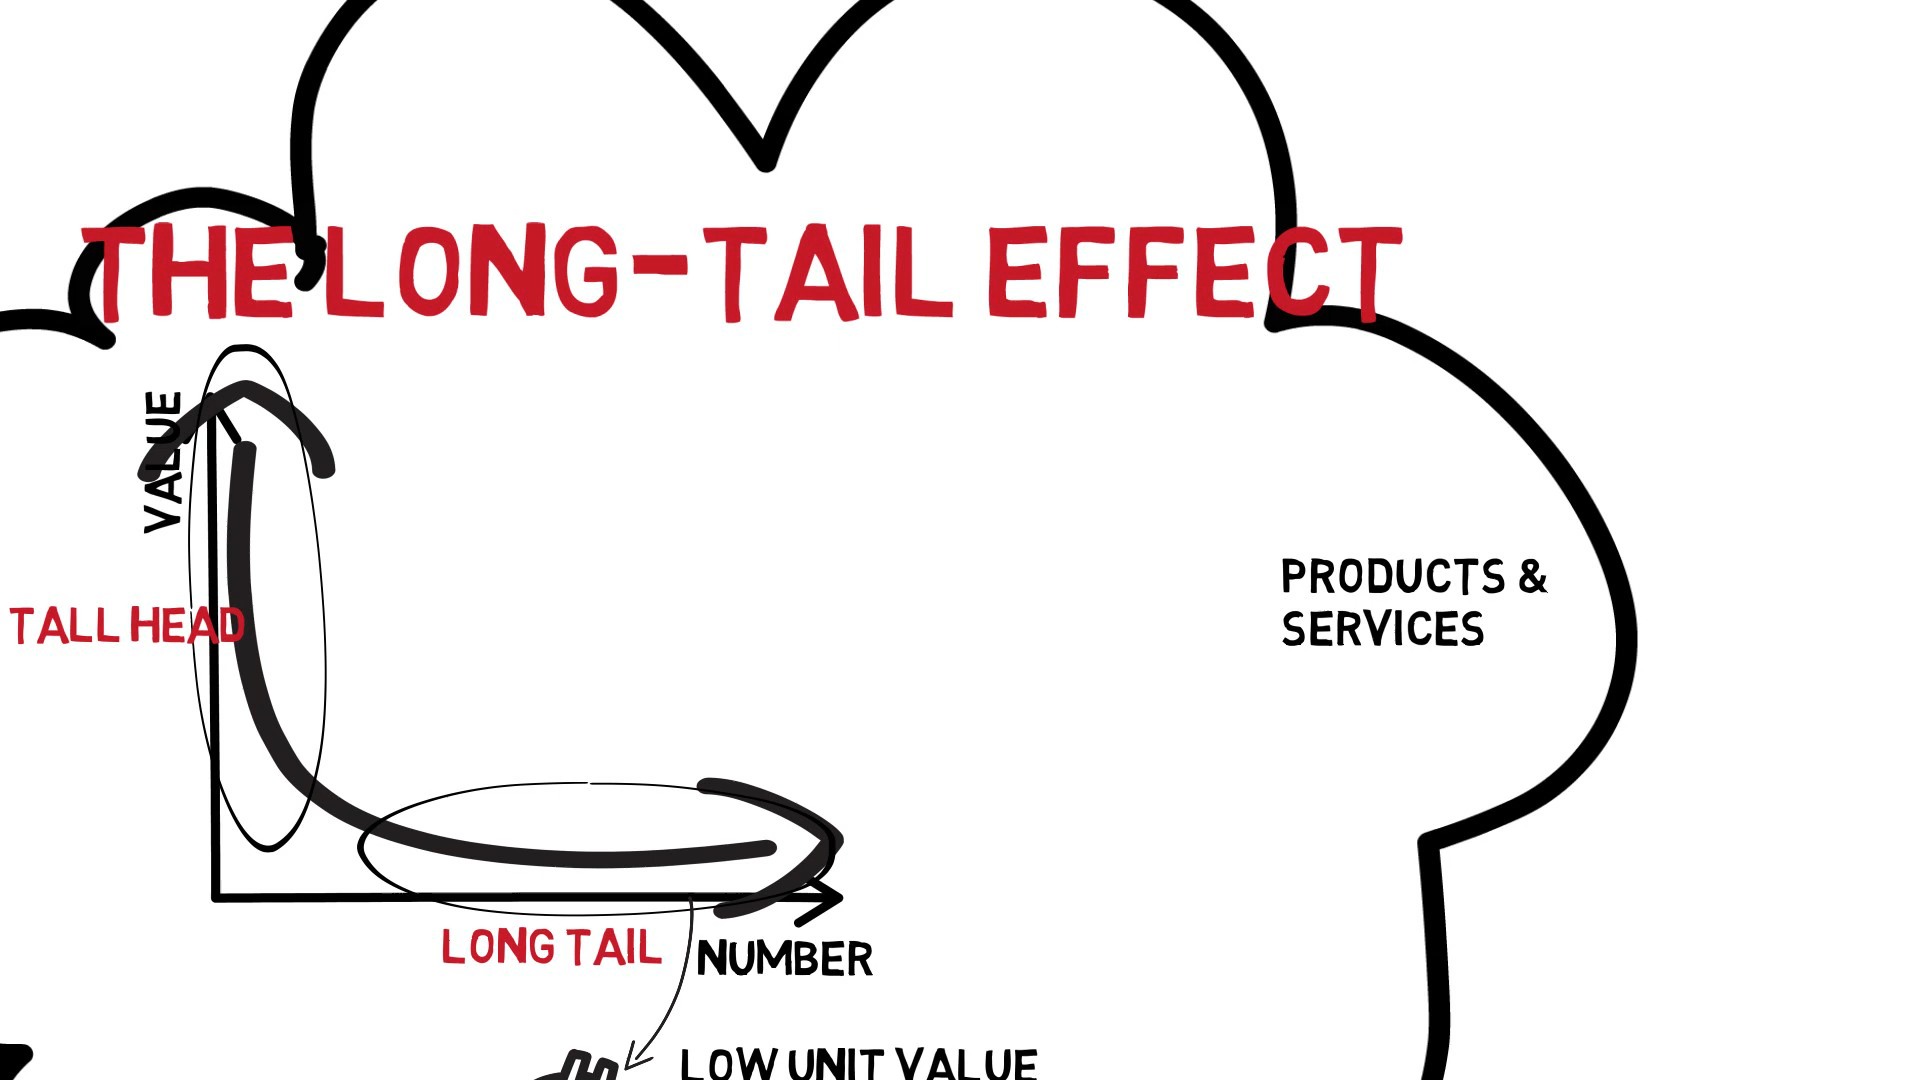 THE LONG-TAIL EFFECT
VALUE
PRODUCTS &
SERVICES
TALL HEAD
LONG TAIL
NUMBER
LOW UNIT VALUE